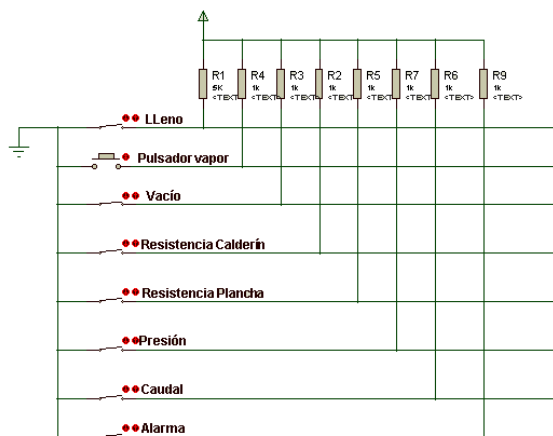 R1 R4 R3 R2 R5 R7 R6 R9
5K 1k 1k 1k 1k 1k 1k 1k
<TEXT> <TEXT> <TEXT> <TEXT> <TEXT> <TEXT> <TEXT> <TEXT>
LLeno
Pulsador vapor
Vacío
Resistencia Calderín
Resistencia Plancha
Presión
Caudal
Alarma